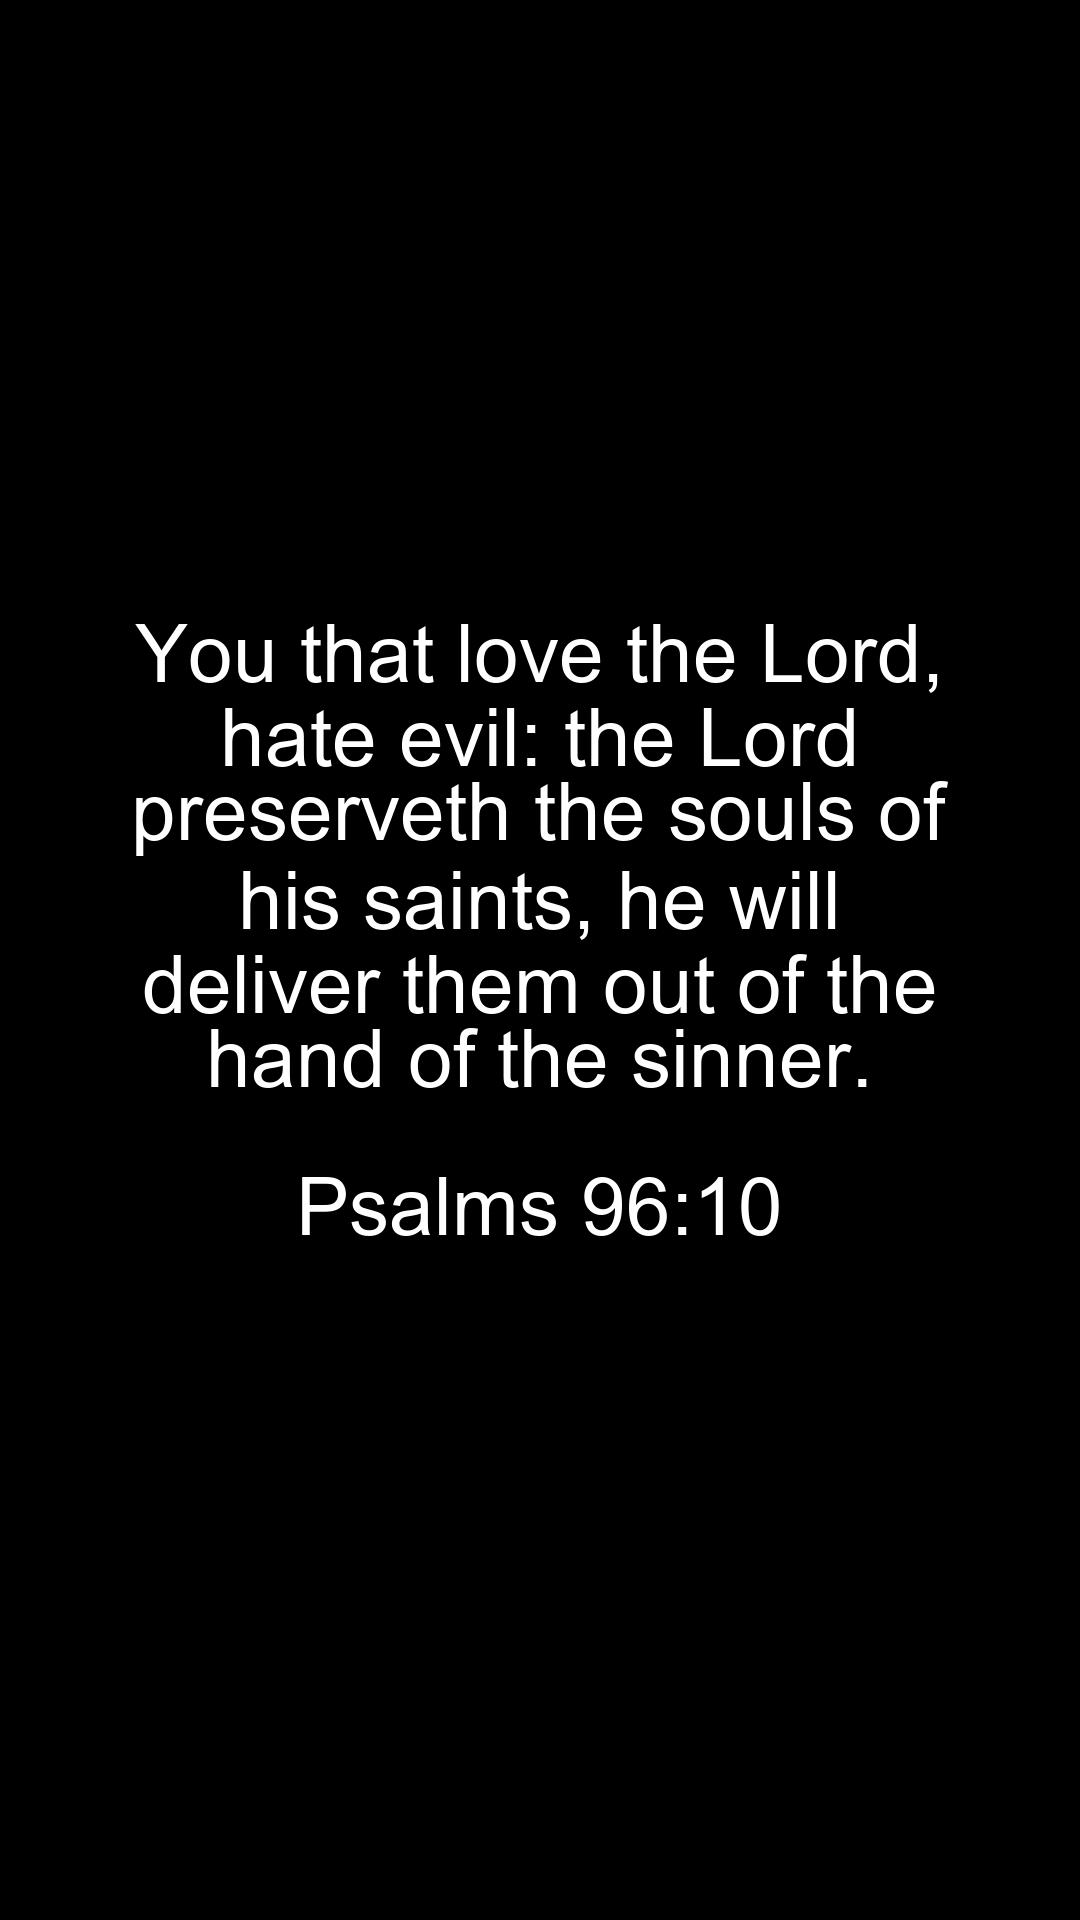 You that love the Lord,
hate evil: the Lord
preserveth the souls of
his saints, he will
deliver them out of the
hand of the sinner.
Psalms 96:10